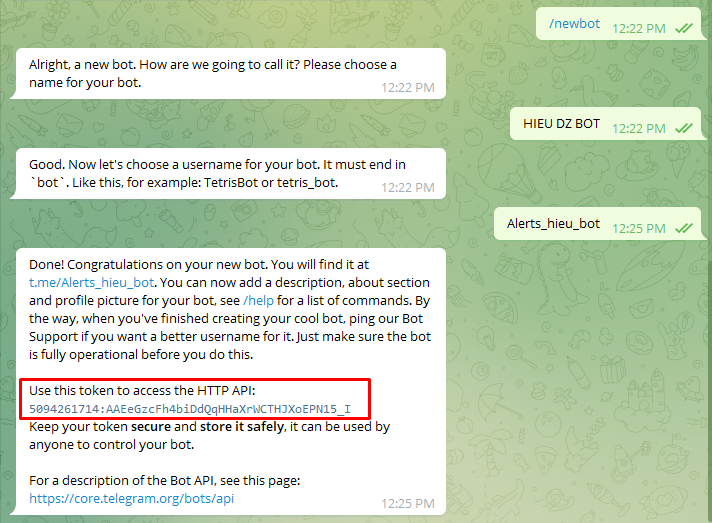 /newbot
12:22 PM
Alright, a new bot. How are we going to call it? Please choose a
name for your bot.
12:22 PM
HIEU DZ BOT
12:22 PM
Good. Now let's choose a username for your bot. It must end in
`bot`. Like this, for example: TetrisBot or tetris_bot.
12:22 PM
Alerts_hieu_bot
12:25 PM
Done! Congratulations on your new bot. You will find it at
t.me/Alerts_hieu_bot. You can now add a description, about section
and profile picture for your bot, see /help for a list of commands. By
the way, when you've finished creating your cool bot, ping our Bot
Support if you want a better username for it. Just make sure the bot
is fully operational before you do this.
Use this token to access the HTTP API:
5094261714:AAEeGzcFh4biDdQqHHaXrWCTHJXoEPN15_I
Keep your token secure and store it safely, it can be used by
anyone to control your bot.
For a description of the Bot API, see this page:
https://core.telegram.org/bots/api
12:25 PM